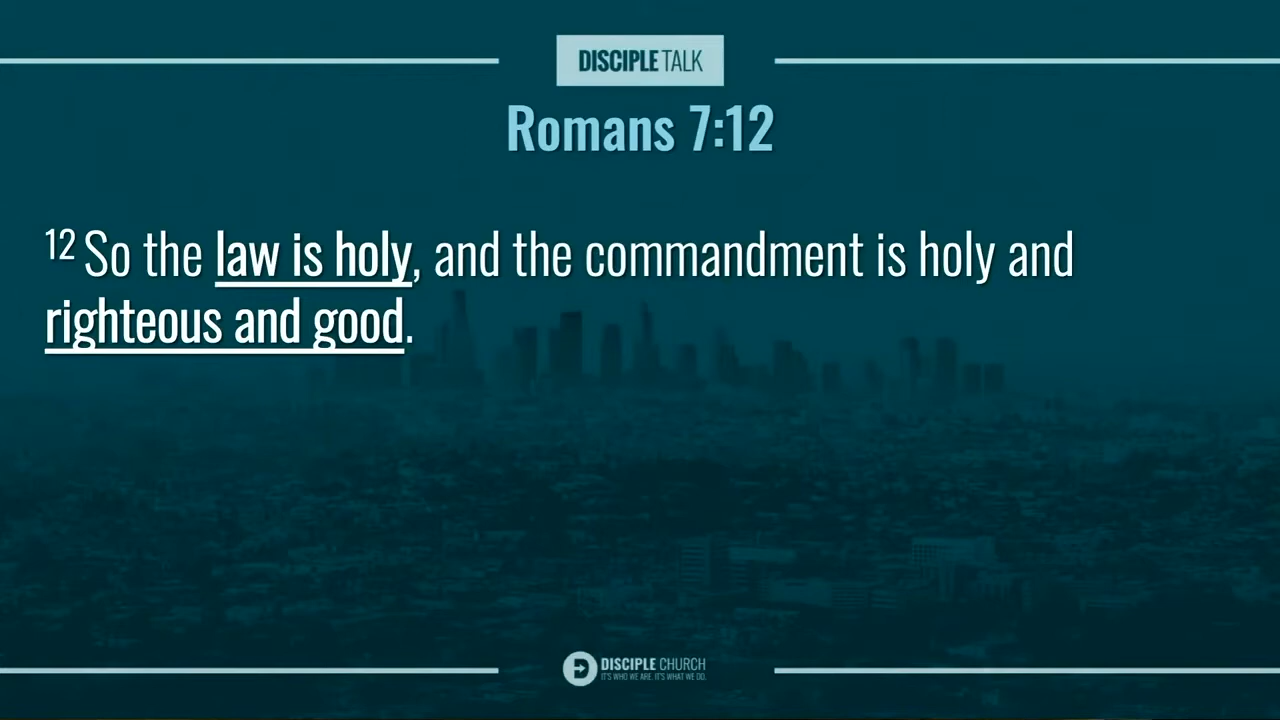 DISCIPLE TALK
Romans 7:12
12 So the law is holy, and the commandment is holy and
righteous and good.
DISCIPLE CHURCH
IT'S WHO WE ARE. IT'S WHAT WE DO.